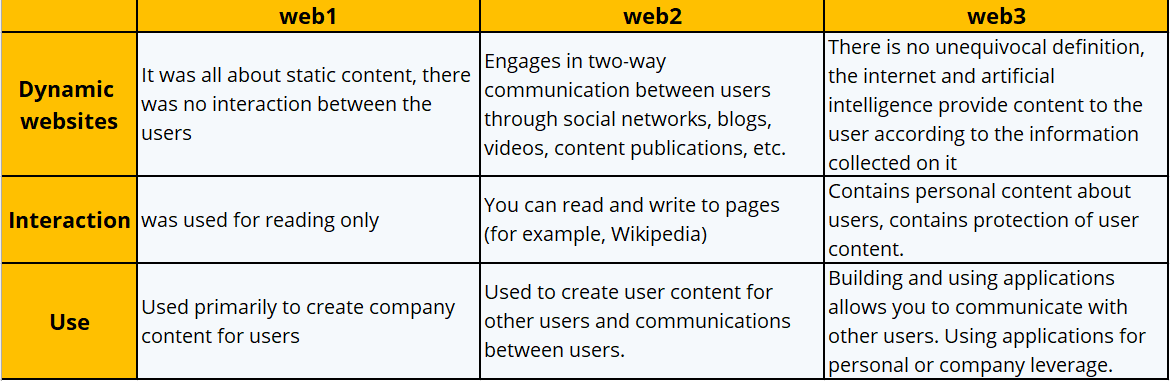 web1
web2
web3
Dynamic
websites
It was all about static content, there
was no interaction between the
users
Engages in two-way
communication between users
through social networks, blogs,
videos, content publications, etc.
There is no unequivocal definition,
the internet and artificial
intelligence provide content to the
user according to the information
collected on it
Interaction
was used for reading only
You can read and write to pages
(for example, Wikipedia)
Contains personal content about
users, contains protection of user
content.
Use
Used primarily to create company
content for users
Used to create user content for
other users and communications
between users.
Building and using applications
allows you to communicate with
other users. Using applications for
personal or company leverage.